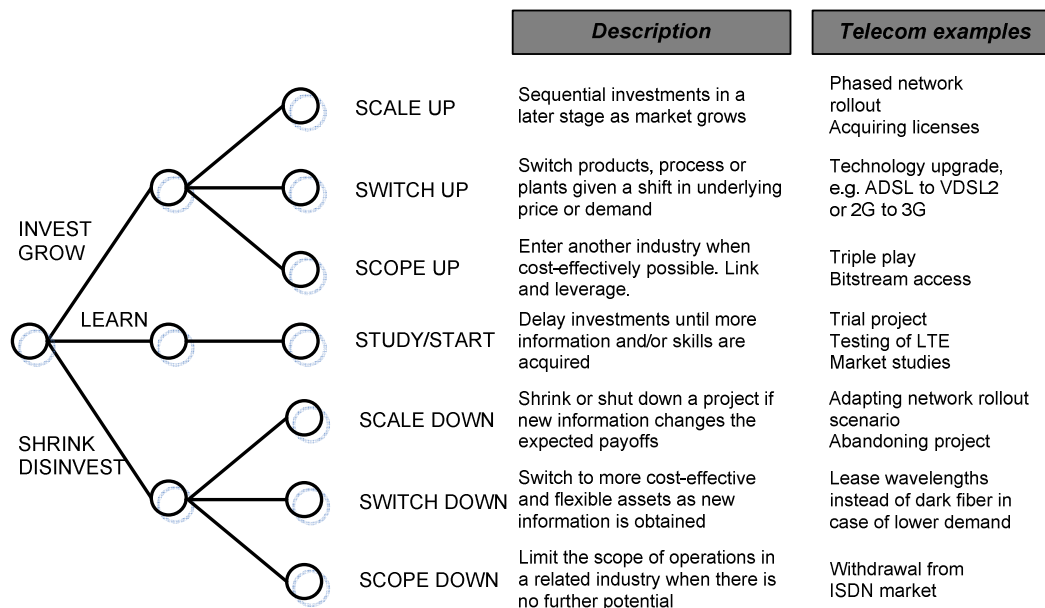 Description
Telecom examples
INVEST
GROW
LEARN
SHRINK
DISINVEST
SCALE UP
Sequential investments in a
later stage as market grows
Phased network
rollout
Acquiring licenses
SWITCH UP
Switch products, process or
plants given a shift in underlying
price or demand
Technology upgrade,
e.g. ADSL to VDSL2
or 2G to 3G
SCOPE UP
Enter another industry when
cost-effectively possible. Link
and leverage.
Triple play
Bitstream access
STUDY/START
Delay investments until more
information and/or skills are
acquired
Trial project
Testing of LTE
Market studies
SCALE DOWN
Shrink or shut down a project if
new information changes the
expected payoffs
Adapting network rollout
scenario
Abandoning project
SWITCH DOWN
Switch to more cost-effective
and flexible assets as new
information is obtained
Lease wavelengths
instead of dark fiber in
case of lower demand
SCOPE DOWN
Limit the scope of operations in
a related industry when there is
no further potential
Withdrawal from
ISDN market